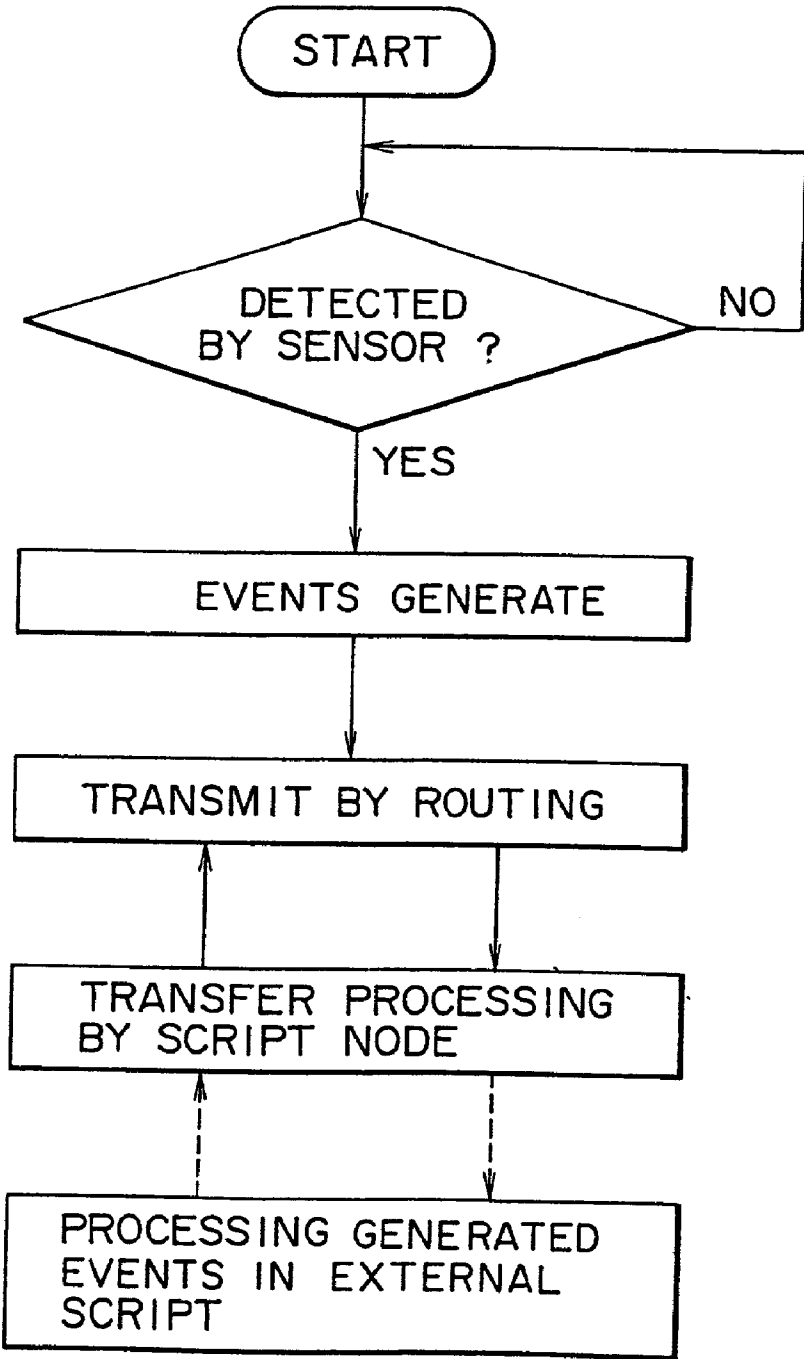 START
DETECTED
BY SENSOR ?
NO
YES
EVENTS GENERATE
TRANSMIT BY ROUTING
TRANSFER PROCESSING
BY SCRIPT NODE
PROCESSING GENERATED
EVENTS IN EXTERNAL
SCRIPT